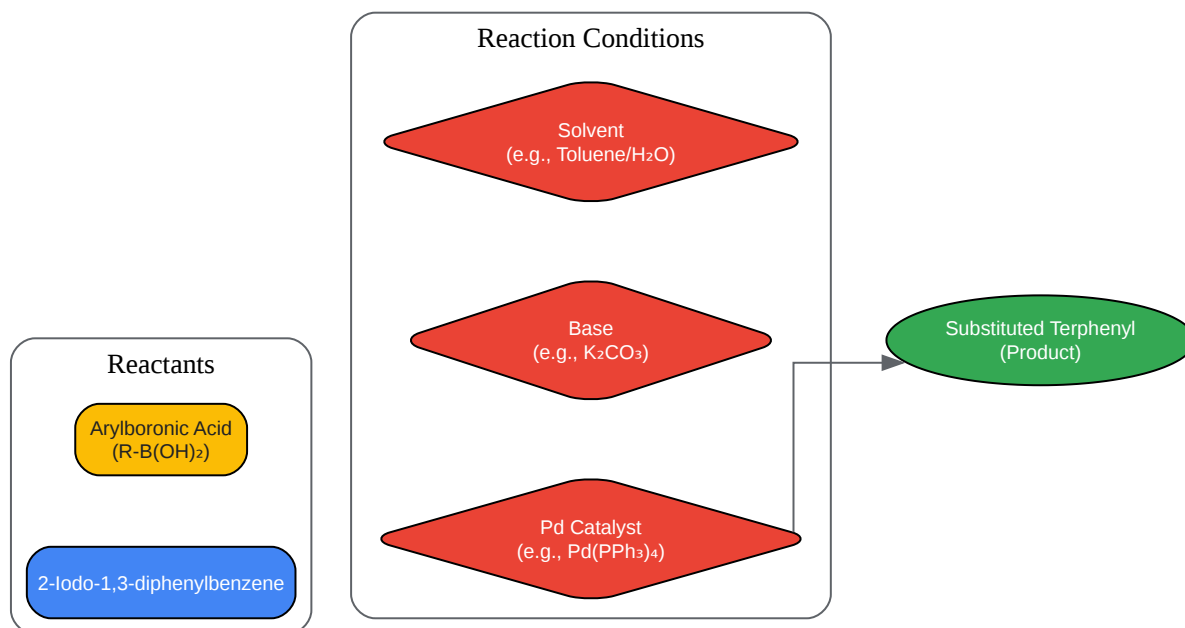 Reaction Conditions
Solvent
(e.g., Toluene/H₂O)
Base
(e.g., K₂CO₃)
Pd Catalyst
(e.g., Pd(PPh₃)₄)
Reactants
Arylboronic Acid
(R-B(OH)₂)
2-Iodo-1,3-diphenylbenzene
Substituted Terphenyl
(Product)